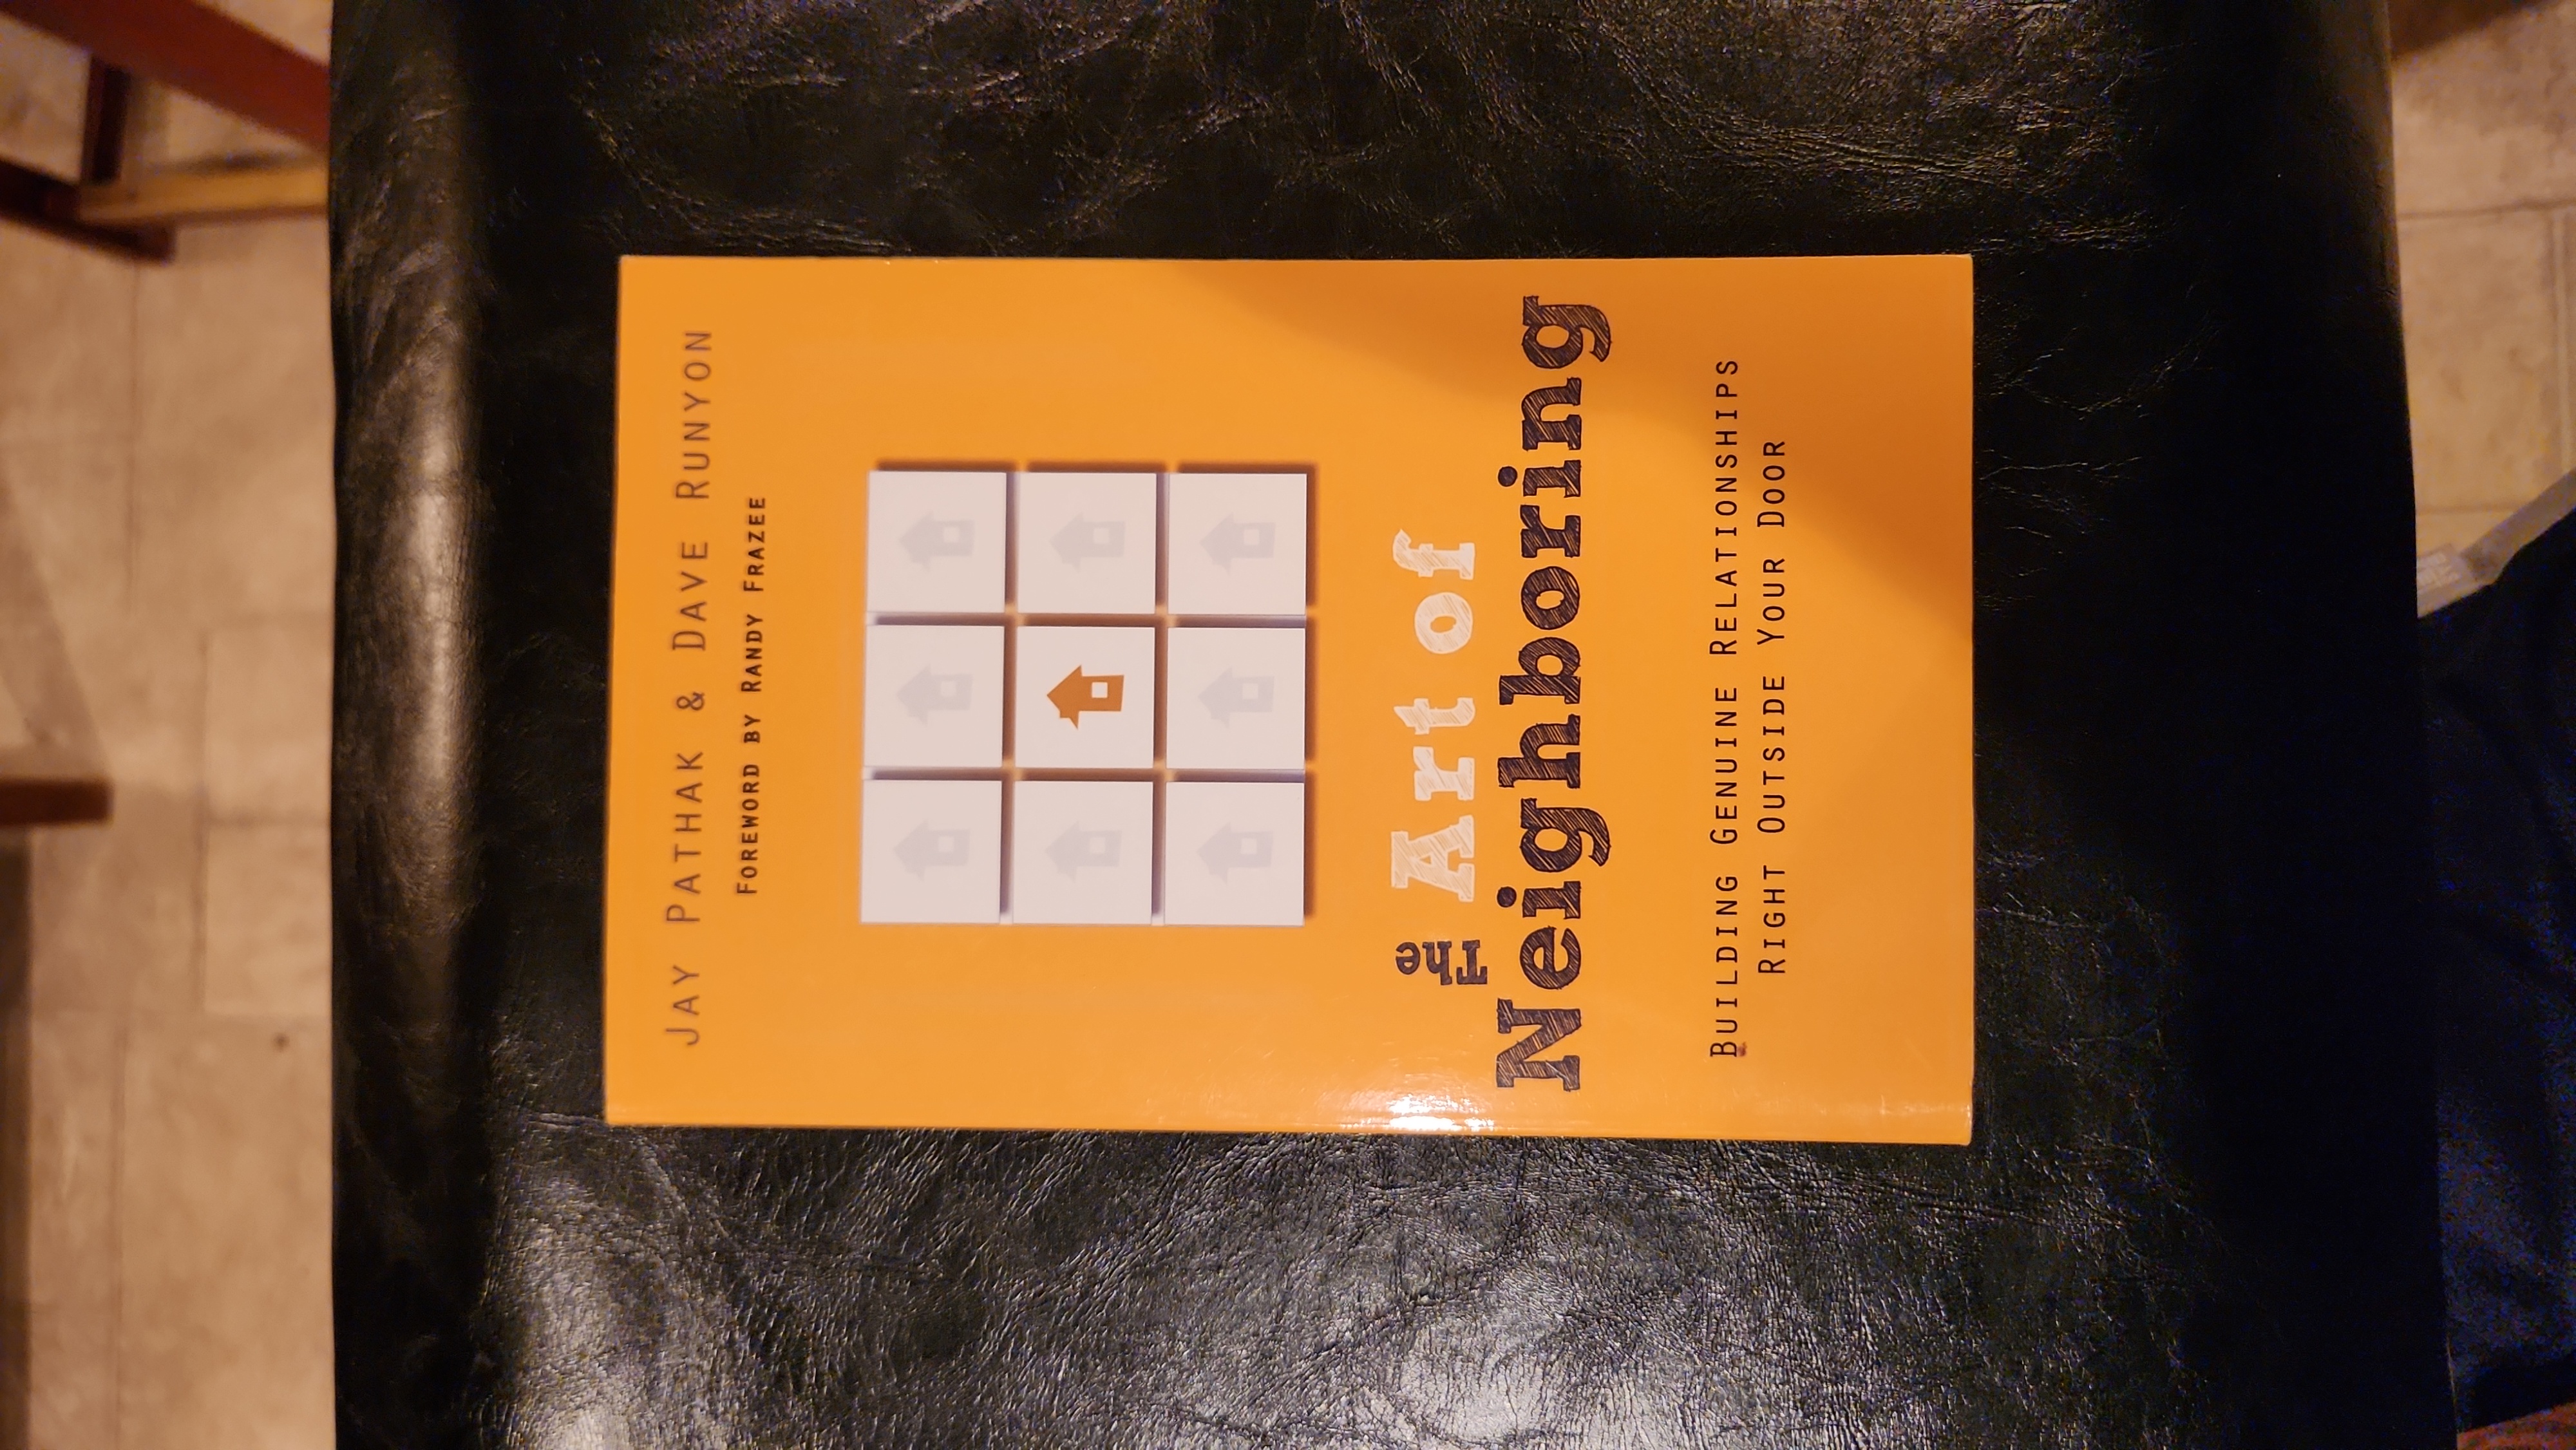 Jay Pathak & Dave Runyon
Foreword by Randy Frazee
The Art of
Neighboring
Building Genuine Relationships
Right Outside Your Door